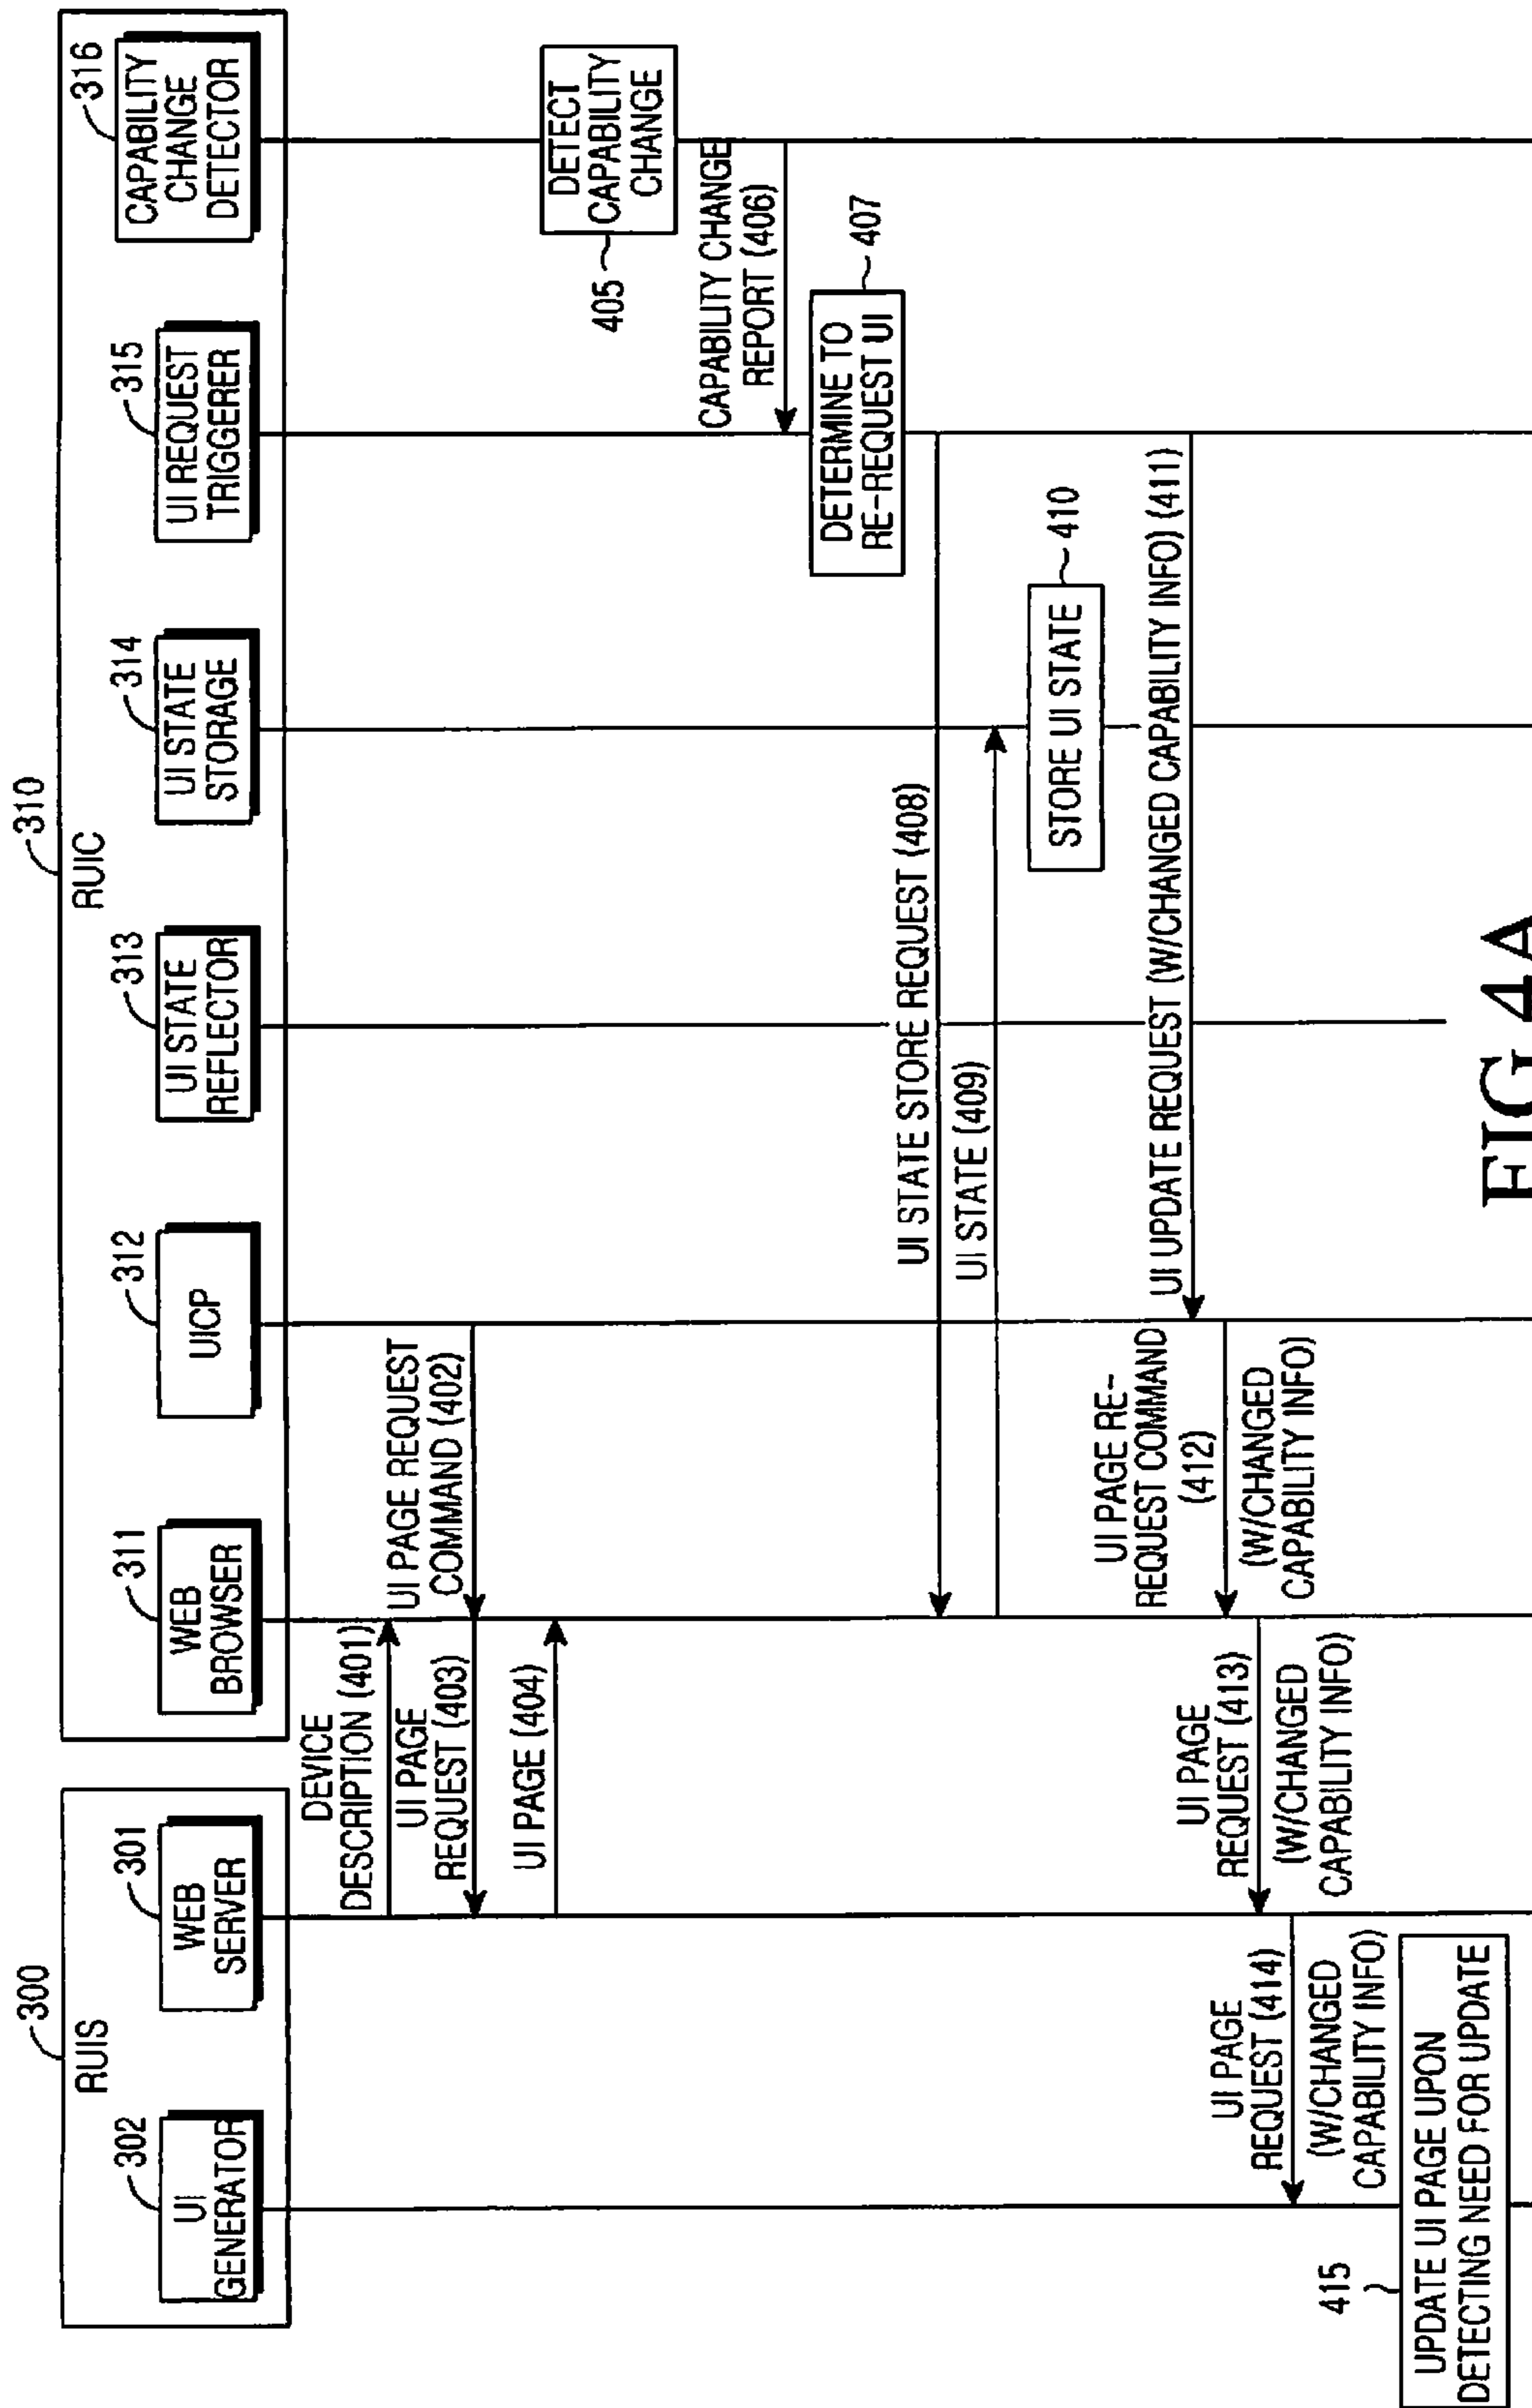 300
RUIS
302
UI
GENERATOR
301
WEB
SERVER
310
RUIC
311
WEB
BROWSER
312
UICP
313
UI STATE
REFLECTOR
314
UI STATE
STORAGE
315
UI REQUEST
TRIGGERER
316
CAPABILITY
CHANGE
DETECTOR
DEVICE
DESCRIPTION (401)
UI PAGE REQUEST
COMMAND (402)
UI PAGE
REQUEST (403)
UI PAGE (404)
405
DETECT
CAPABILITY
CHANGE
CAPABILITY CHANGE
REPORT (406)
DETERMINE TO
RE-REQUEST UI
407
UI STATE STORE REQUEST (408)
UI STATE (409)
STORE UI STATE
410
UI UPDATE REQUEST (W/CHANGED CAPABILITY INFO) (411)
UI PAGE RE-
REQUEST COMMAND
(412)
(W/CHANGED
CAPABILITY INFO)
UI PAGE
REQUEST (413)
(W/CHANGED
CAPABILITY INFO)
UI PAGE
REQUEST (414)
(W/CHANGED
CAPABILITY INFO)
415
UPDATE UI PAGE UPON
DETECTING NEED FOR UPDATE
FIG.4A